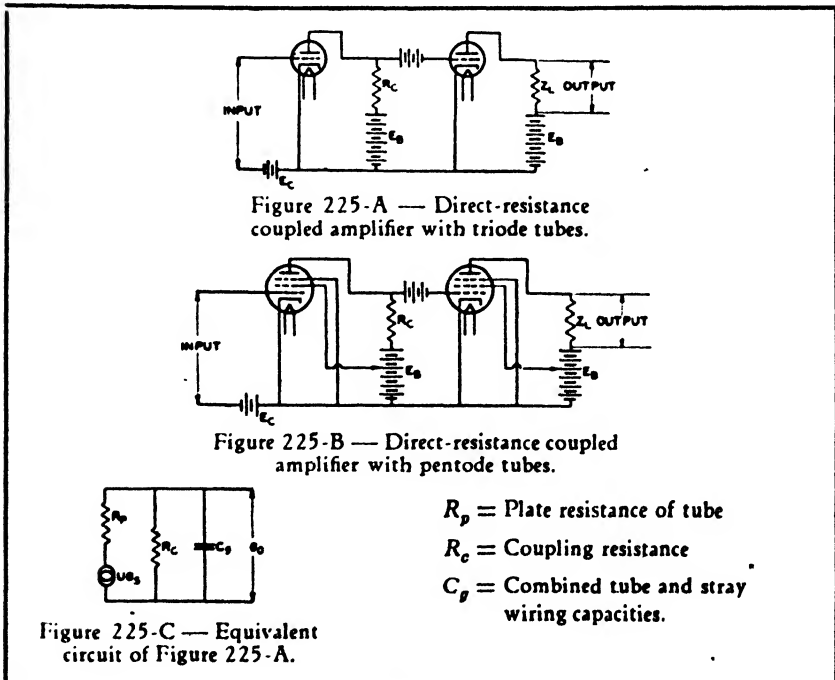 INPUT
R_C
E_B
E_C
Z_L OUTPUT
E_B
Figure 225-A — Direct-resistance
coupled amplifier with triode tubes.
INPUT
R_C
E_B
E_C
Z_L OUTPUT
E_B
Figure 225-B — Direct-resistance coupled
amplifier with pentode tubes.
R_P
R_C
C_g
e_o
ue_s
R_p = Plate resistance of tube
R_c = Coupling resistance
C_g = Combined tube and stray
wiring capacities.
Figure 225-C — Equivalent
circuit of Figure 225-A.